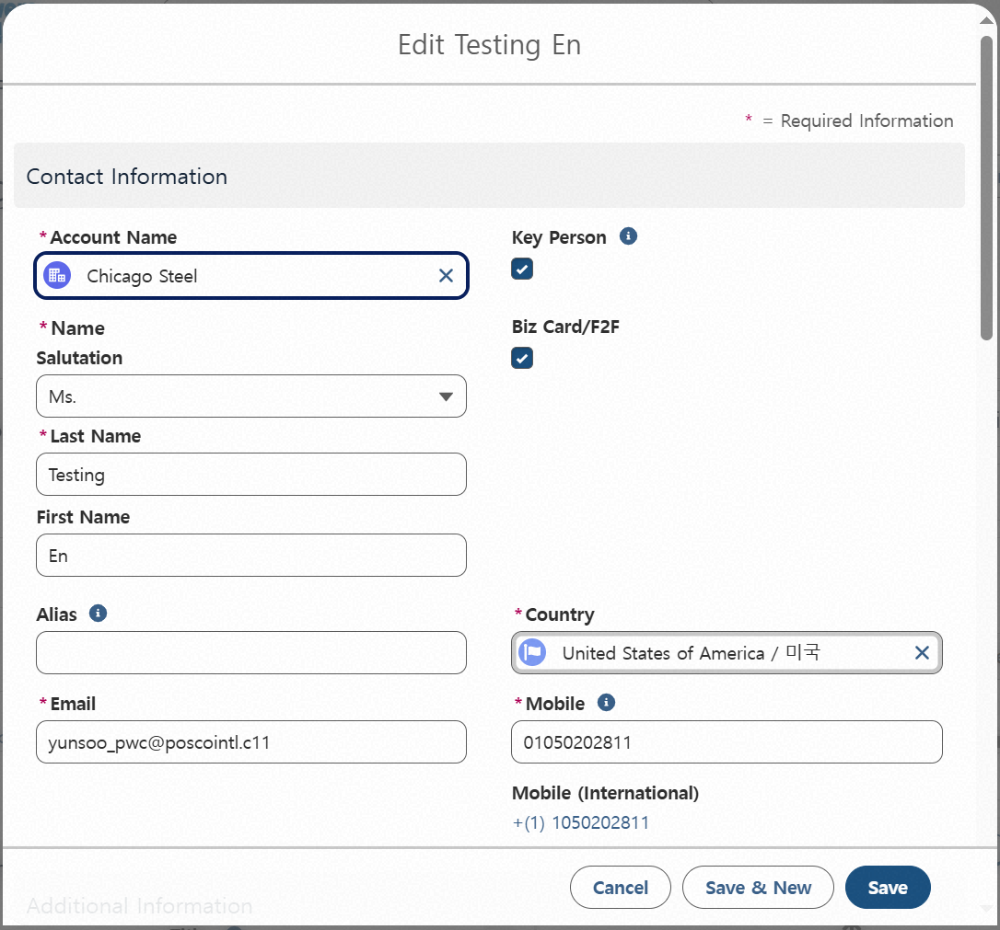 Edit Testing En
* = Required Information
Contact Information
*Account Name
Chicago Steel
Key Person
*Name
Salutation
Ms.
Biz Card/F2F
*Last Name
Testing
First Name
En
Alias
*Country
United States of America / 미국
*Email
yunsoo_pwc@poscointl.c11
*Mobile
01050202811
Mobile (International)
+(1) 1050202811
Cancel
Save & New
Save
Additional Information